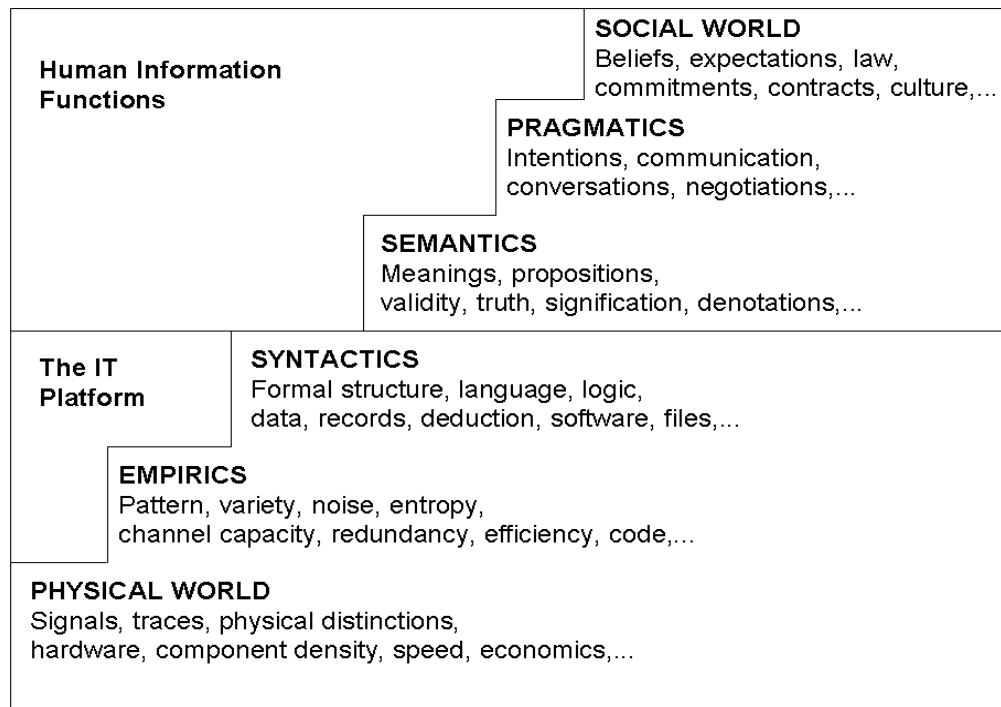 Human Information
Functions
SOCIAL WORLD
Beliefs, expectations, law,
commitments, contracts, culture,...
PRAGMATICS
Intentions, communication,
conversations, negotiations,...
SEMANTICS
Meanings, propositions,
validity, truth, signification, denotations,...
The IT
Platform
SYNTACTICS
Formal structure, language, logic,
data, records, deduction, software, files,...
EMPIRICS
Pattern, variety, noise, entropy,
channel capacity, redundancy, efficiency, code,...
PHYSICAL WORLD
Signals, traces, physical distinctions,
hardware, component density, speed, economics,...